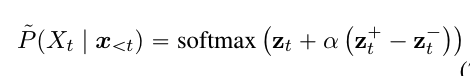 P̃(X_t | x_{<t}) = softmax (z_t + α (z_t^+ − z_t^−))